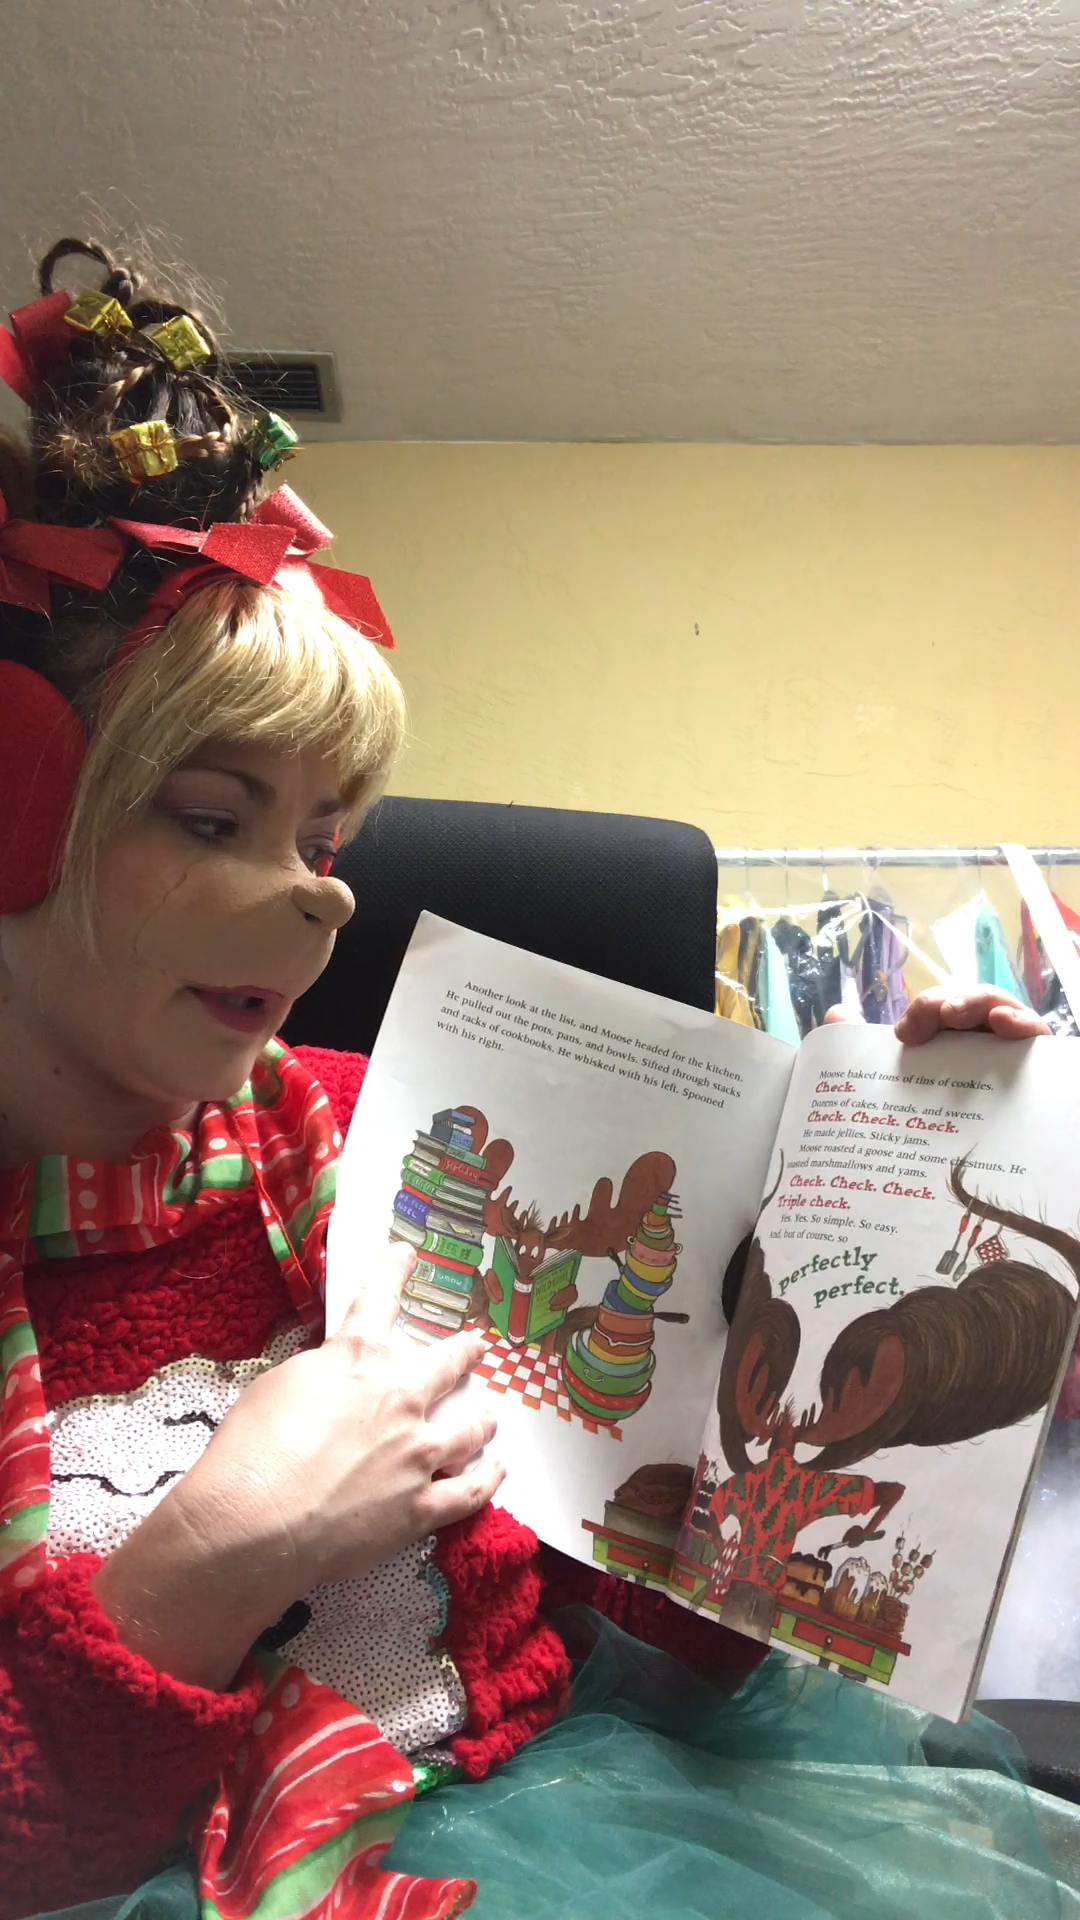 Another look at the list, and Moose headed for the kitchen.
He pulled out the pots, pans, and bowls. Sifted through stacks
and racks of cookbooks. He whisked with his left. Spooned
with his right.
Moose baked tons of tins of cookies.
Check.
Dozens of cakes, breads, and sweets.
Check. Check. Check.
He made jellies. Sticky jams.
Moose roasted a goose and some chestnuts. He
toasted marshmallows and yams.
Check. Check. Check.
Triple check.
Yes. Yes. So simple. So easy.
And, but of course, so
perfectly
perfect.